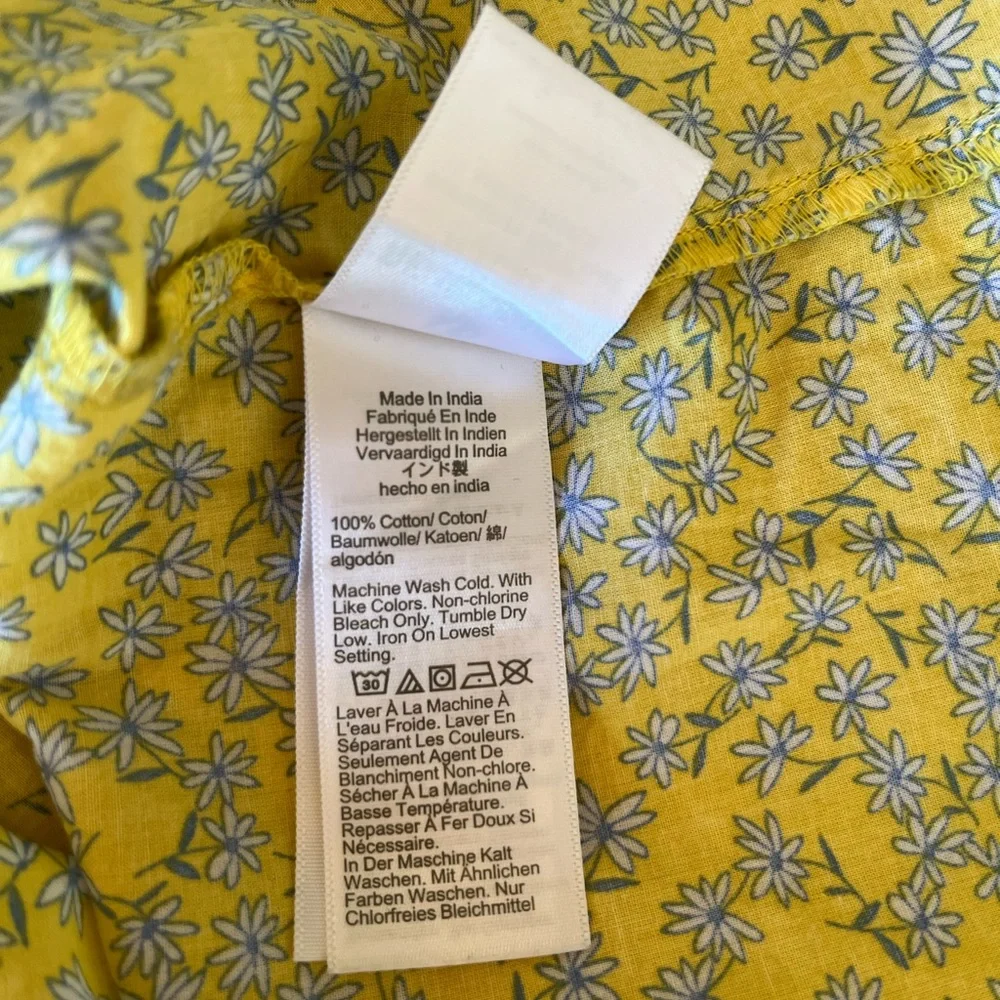 Made In India
Fabriqué En Inde
Hergestellt In Indien
Vervaardigd In India
インド製
hecho en india
100% Cotton/ Coton/
Baumwolle/ Katoen/ 綿/
algodón
Machine Wash Cold. With
Like Colors. Non-chlorine
Bleach Only. Tumble Dry
Low. Iron On Lowest
Setting.
30
Laver À La Machine À
L'eau Froide. Laver En
Séparant Les Couleurs.
Seulement Agent De
Blanchiment Non-chlore.
Sécher À La Machine À
Basse Température.
Repasser À Fer Doux Si
Nécessaire.
In Der Maschine Kalt
Waschen. Mit Ähnlichen
Farben Waschen. Nur
Chlorfreies Bleichmittel